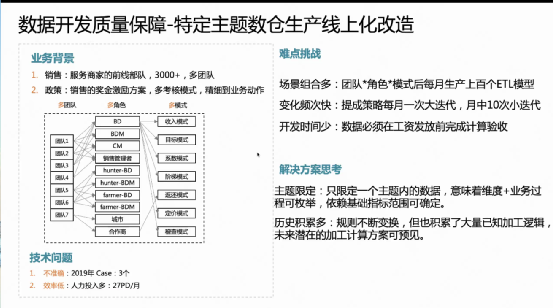 数据开发质量保障-特定主题数仓生产线上化改造
业务背景
1. 销售：服务商家的前线部队，3000+，多团队
2. 政策：销售的奖金激励方案，多考核模式，精细到业务动作
多团队
多角色
多模式
团队1
团队2
团队3
团队4
团队5
团队6
团队7
BD
BDM
CM
销售管理者
hunter-BD
hunter-BDM
farmer-BD
farmer-BDM
城市
合作商
收入模式
目标模式
系数模式
阶梯模式
返还模式
定价模式
稽查模式
技术问题
1. 不准确：2019年 Case：3个
2. 效率低：人力投入多：27PD/月
难点挑战
场景组合多：团队*角色*模式后每月生产上百个ETL模型
变化频次快：提成策略每月一次大迭代，月中10次小迭代
开发时间少：数据必须在工资发放前完成计算验收
解决方案思考
主题限定：只限定一个主题内的数据，意味着维度+业务过
程可枚举，依赖基础指标范围可确定。
历史积累多：规则不断变换，但也积累了大量已知加工逻辑，
未来潜在的加工计算方案可预见。